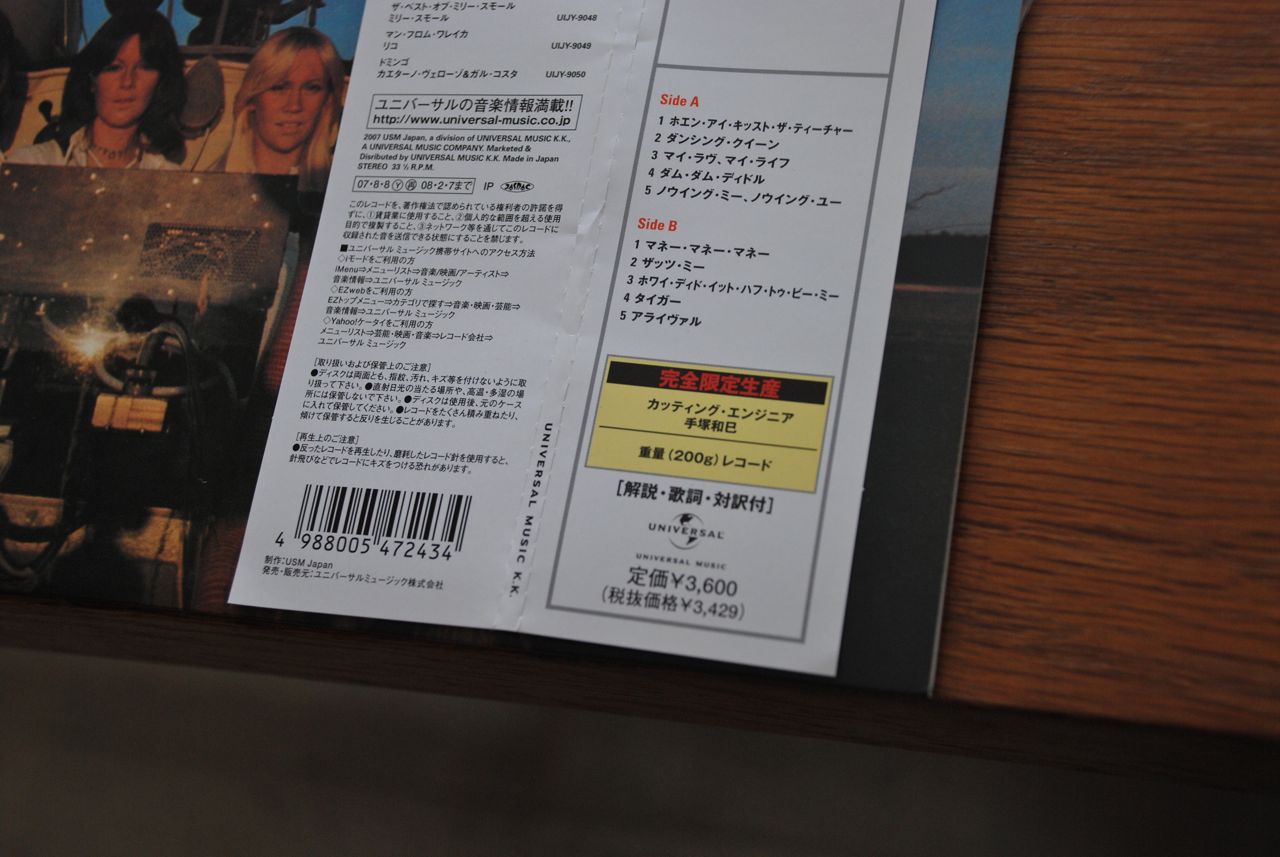 ザ・ベスト・オブ・ミリー・スモール
ミリー・スモール UIJY-9048
マン・フロム・ワレイカ
リコ UIJY-9049
ドミンゴ
カエターノ・ヴェローゾ&ガル・コスタ UIJY-9050
ユニバーサルの音楽情報満載!!
http://www.universal-music.co.jp
2007 USM Japan, a division of UNIVERSAL MUSIC K.K.,
A UNIVERSAL MUSIC COMPANY. Marketed &
Disributed by UNIVERSAL MUSIC K.K. Made in Japan
STEREO 33 ⅓ R.P.M.
07・8・8 Ⓨ 再 08・2・7まで IP JASRAC
このレコードを、著作権法で認められている権利者の許諾を得
ずに、①賃貸業に使用すること、②個人的な範囲を超える使用
目的で複製すること、③ネットワーク等を通じてこのレコードに
収録された音を送信できる状態にすることを禁じます。
■ユニバーサル ミュージック携帯サイトへのアクセス方法
◇iモードをご利用の方
iMenu⇒メニューリスト⇒音楽/映画/アーティスト⇒
音楽情報⇒ユニバーサル ミュージック
◇EZwebをご利用の方
EZトップメニュー⇒カテゴリで探す⇒音楽・映画・芸能⇒
音楽情報⇒ユニバーサル ミュージック
◇Yahoo!ケータイをご利用の方
メニューリスト⇒芸能・映画・音楽⇒レコード会社⇒
ユニバーサル ミュージック
[取り扱いおよび保管上のご注意]
●ディスクは両面とも、指紋、汚れ、キズ等を付けないように取
り扱って下さい。●直射日光の当たる場所や、高温・多湿の場
所には保管しないで下さい。●ディスクは使用後、元のケース
に入れて保管してください。●レコードをたくさん積み重ねたり、
傾けて保管すると反りを生じることがあります。
[再生上のご注意]
●反ったレコードを再生したり、磨耗したレコード針を使用すると、
針飛びなどでレコードにキズをつける恐れがあります。
4 988005 472434
制作:USM Japan
発売・販売元:ユニバーサルミュージック株式会社
UNIVERSAL MUSIC K.K.
Side A
1 ホエン・アイ・キッスト・ザ・ティーチャー
2 ダンシング・クイーン
3 マイ・ラヴ、マイ・ライフ
4 ダム・ダム・ディドル
5 ノウイング・ミー、ノウイング・ユー
Side B
1 マネー・マネー・マネー
2 ザッツ・ミー
3 ホワイ・ディド・イット・ハフ・トゥ・ビー・ミー
4 タイガー
5 アライヴァル
完全限定生産
カッティング・エンジニア
手塚和巳
重量(200g)レコード
[解説・歌詞・対訳付]
UNIVERSAL
UNIVERSAL MUSIC
定価¥3,600
(税抜価格¥3,429)